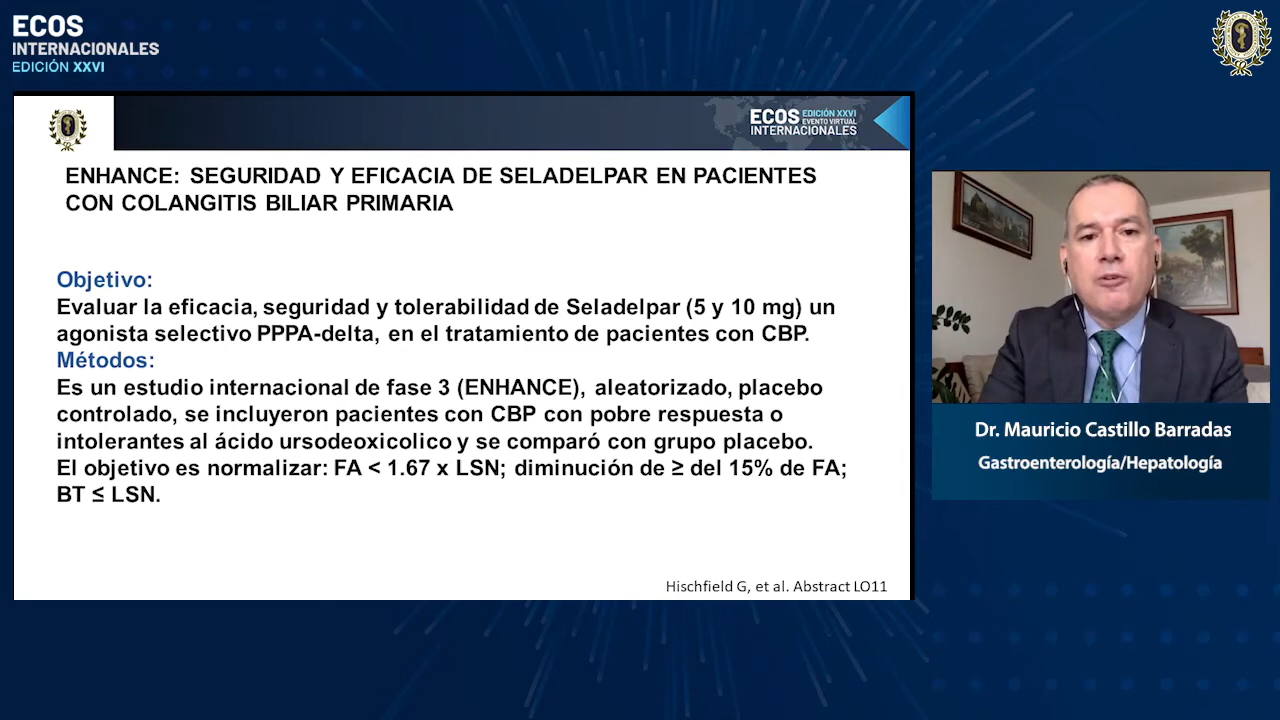 ECOS
INTERNACIONALES
EDICIÓN XXVI
ECOS EDICIÓN XXVI
EVENTO VIRTUAL
INTERNACIONALES
ENHANCE: SEGURIDAD Y EFICACIA DE SELADELPAR EN PACIENTES
CON COLANGITIS BILIAR PRIMARIA
Objetivo:
Evaluar la eficacia, seguridad y tolerabilidad de Seladelpar (5 y 10 mg) un
agonista selectivo PPPA-delta, en el tratamiento de pacientes con CBP.
Métodos:
Es un estudio internacional de fase 3 (ENHANCE), aleatorizado, placebo
controlado, se incluyeron pacientes con CBP con pobre respuesta o
intolerantes al ácido ursodeoxicolico y se comparó con grupo placebo.
El objetivo es normalizar: FA < 1.67 x LSN; diminución de ≥ del 15% de FA;
BT ≤ LSN.
Hischfield G, et al. Abstract LO11
Dr. Mauricio Castillo Barradas
Gastroenterología/Hepatología